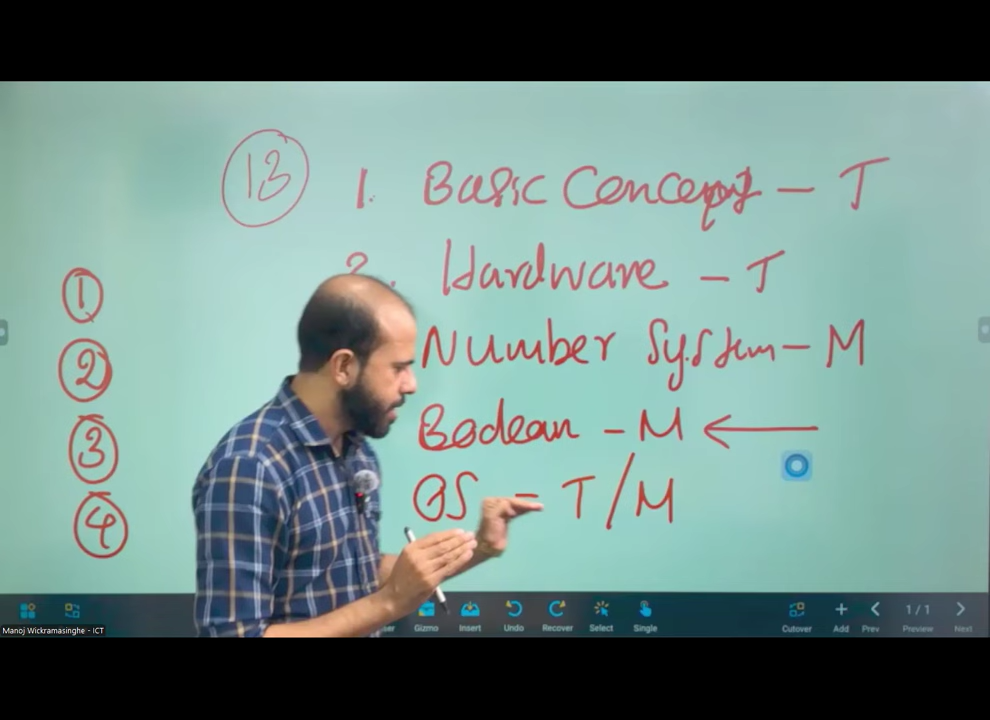 13
1. Basic Concept - T
2. Hardware - T
Number System - M
Boolean - M ←
OS - T/M
1
2
3
4
Manoj Wickramasinghe - ICT
Gizmo
Insert
Undo
Recover
Select
Single
Cutover
Add
Prev
1/1
Preview
Next